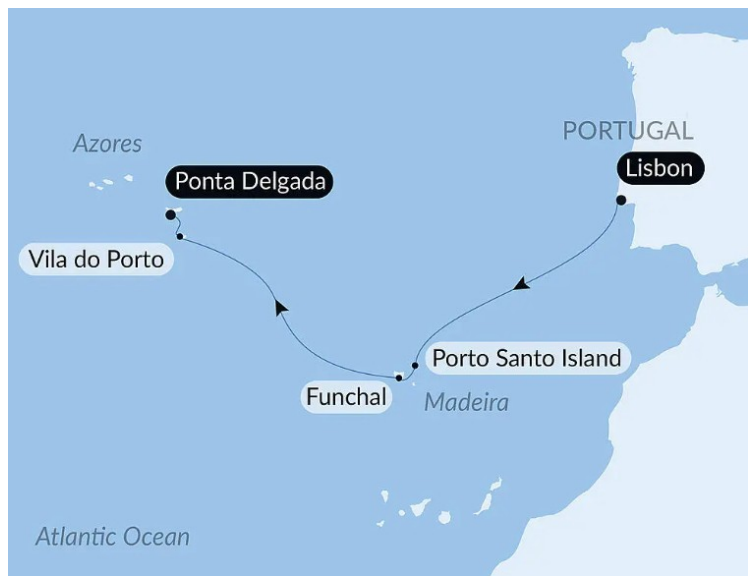 PORTUGAL
Azores
Lisbon
Ponta Delgada
Vila do Porto
Porto Santo Island
Funchal
Madeira
Atlantic Ocean